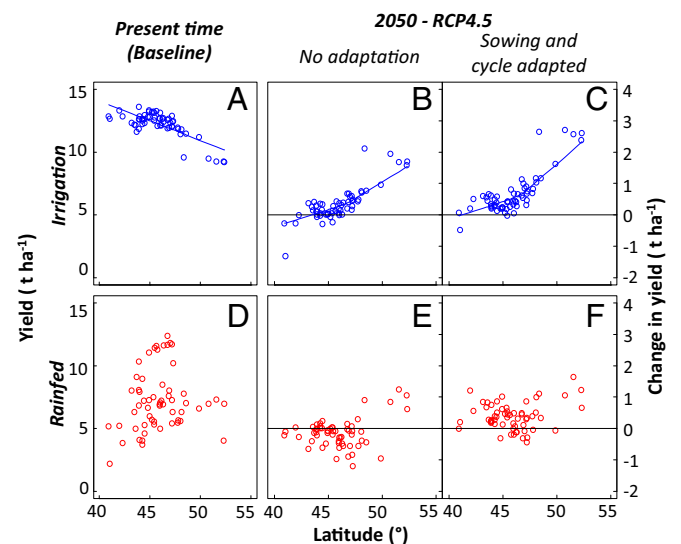 Present time
(Baseline)
2050 - RCP4.5
No adaptation
Sowing and
cycle adapted
Yield ( t ha-1)
Irrigation
15
10
5
0
A
B
C
4
3
2
1
0
-1
-2
Change in yield (t ha-1)
Rainfed
15
10
5
0
D
E
F
4
3
2
1
0
-1
-2
40 45 50 55 40 45 50 55 40 45 50 55
Latitude (°)